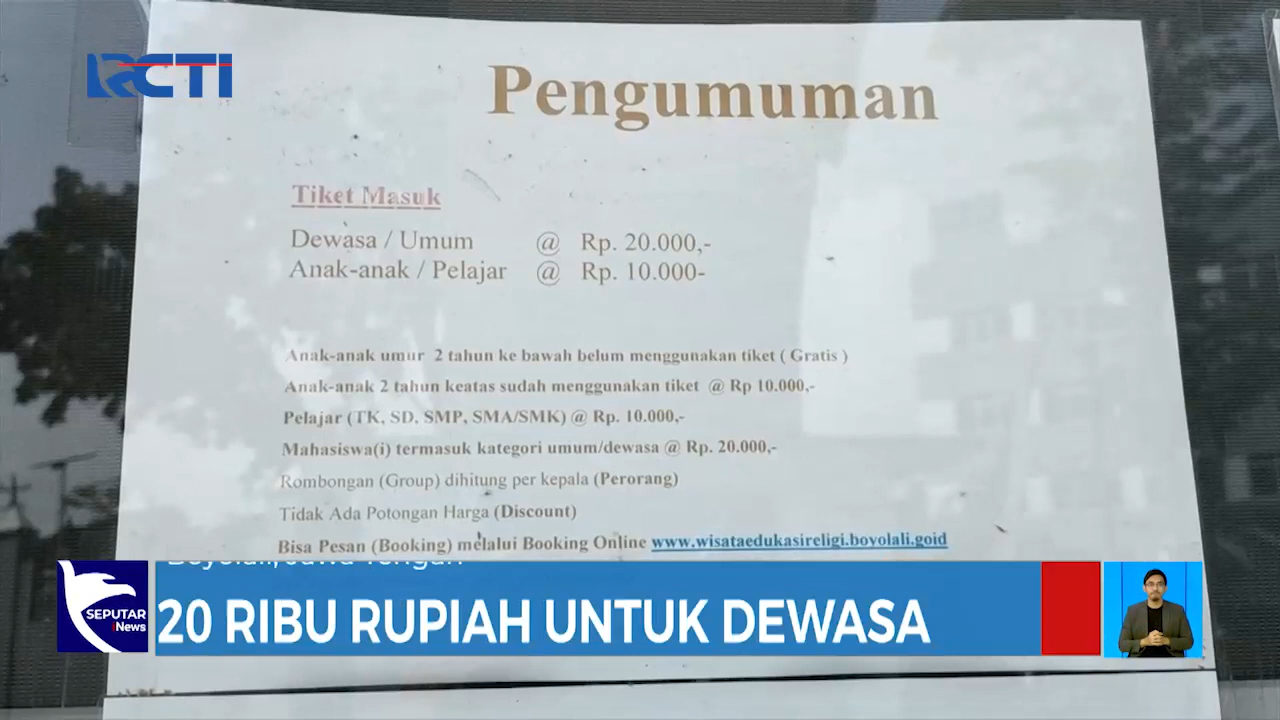 RCTI
Pengumuman
Tiket Masuk
Dewasa / Umum @ Rp. 20.000,-
Anak-anak / Pelajar @ Rp. 10.000-
Anak-anak umur 2 tahun ke bawah belum menggunakan tiket ( Gratis )
Anak-anak 2 tahun keatas sudah menggunakan tiket @ Rp 10.000,-
Pelajar (TK, SD, SMP, SMA/SMK) @ Rp. 10.000,-
Mahasiswa(i) termasuk kategori umum/dewasa @ Rp. 20.000,-
Rombongan (Group) dihitung per kepala (Perorang)
Tidak Ada Potongan Harga (Discount)
Bisa Pesan (Booking) melalui Booking Online www.wisataedukasireligi.boyolali.goid
Boyolali, Jawa Tengah
SEPUTAR
iNews
20 RIBU RUPIAH UNTUK DEWASA